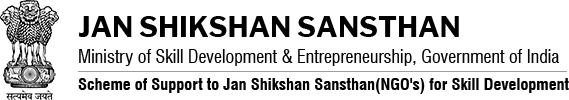 JAN SHIKSHAN SANSTHAN
Ministry of Skill Development & Entrepreneurship, Government of India
Scheme of Support to Jan Shikshan Sansthan(NGO's) for Skill Development
सत्यमेव जयते